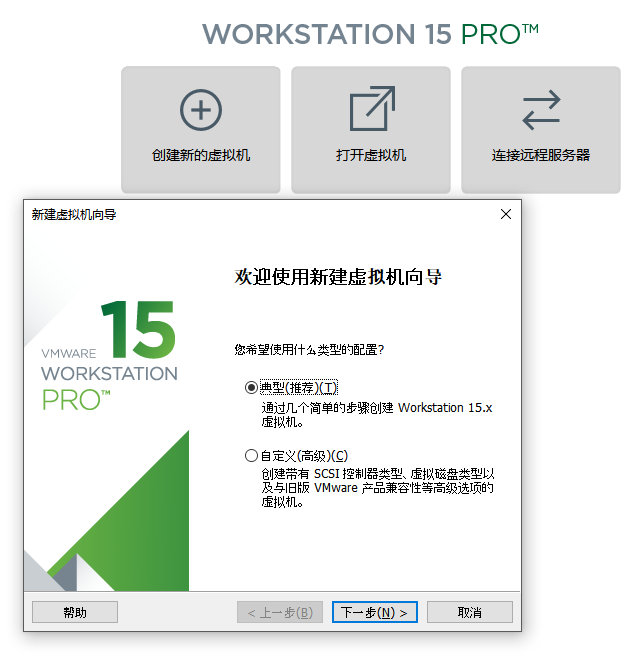 WORKSTATION 15 PRO™
创建新的虚拟机
打开虚拟机
连接远程服务器
新建虚拟机向导
欢迎使用新建虚拟机向导
15
VMWARE
WORKSTATION
PRO™
您希望使用什么类型的配置?
典型(推荐)(T)
通过几个简单的步骤创建 Workstation 15.x
虚拟机。
自定义(高级)(C)
创建带有 SCSI 控制器类型、虚拟磁盘类型以
及与旧版 VMware 产品兼容性等高级选项的
虚拟机。
帮助
< 上一步(B)
下一步(N) >
取消